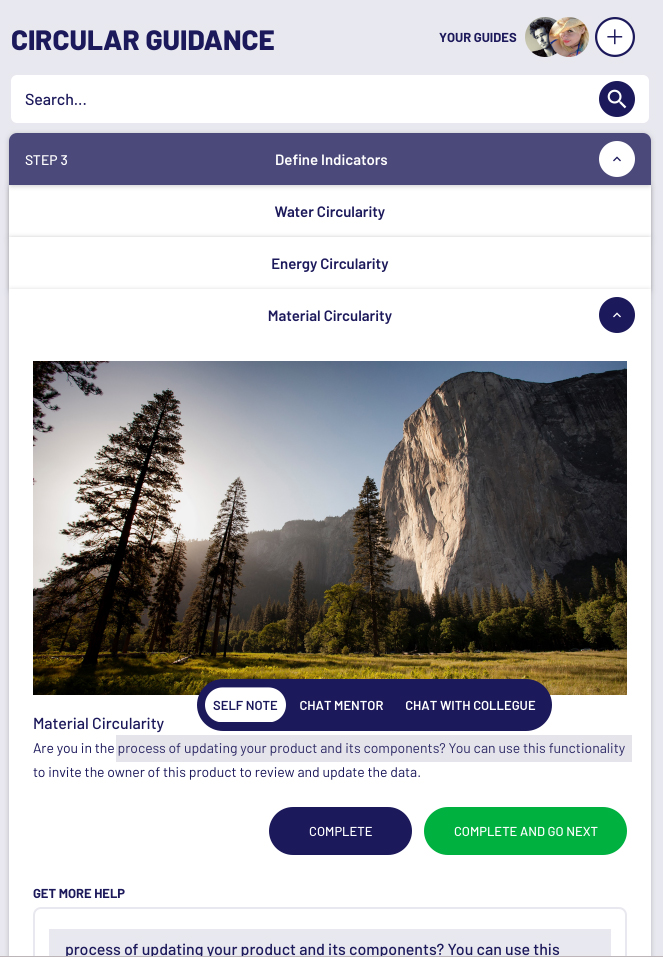 CIRCULAR GUIDANCE
YOUR GUIDES
Search...
STEP 3
Define Indicators
Water Circularity
Energy Circularity
Material Circularity
SELF NOTE
CHAT MENTOR
CHAT WITH COLLEGUE
Material Circularity
Are you in the process of updating your product and its components? You can use this functionality
to invite the owner of this product to review and update the data.
COMPLETE
COMPLETE AND GO NEXT
GET MORE HELP
process of updating your product and its components? You can use this